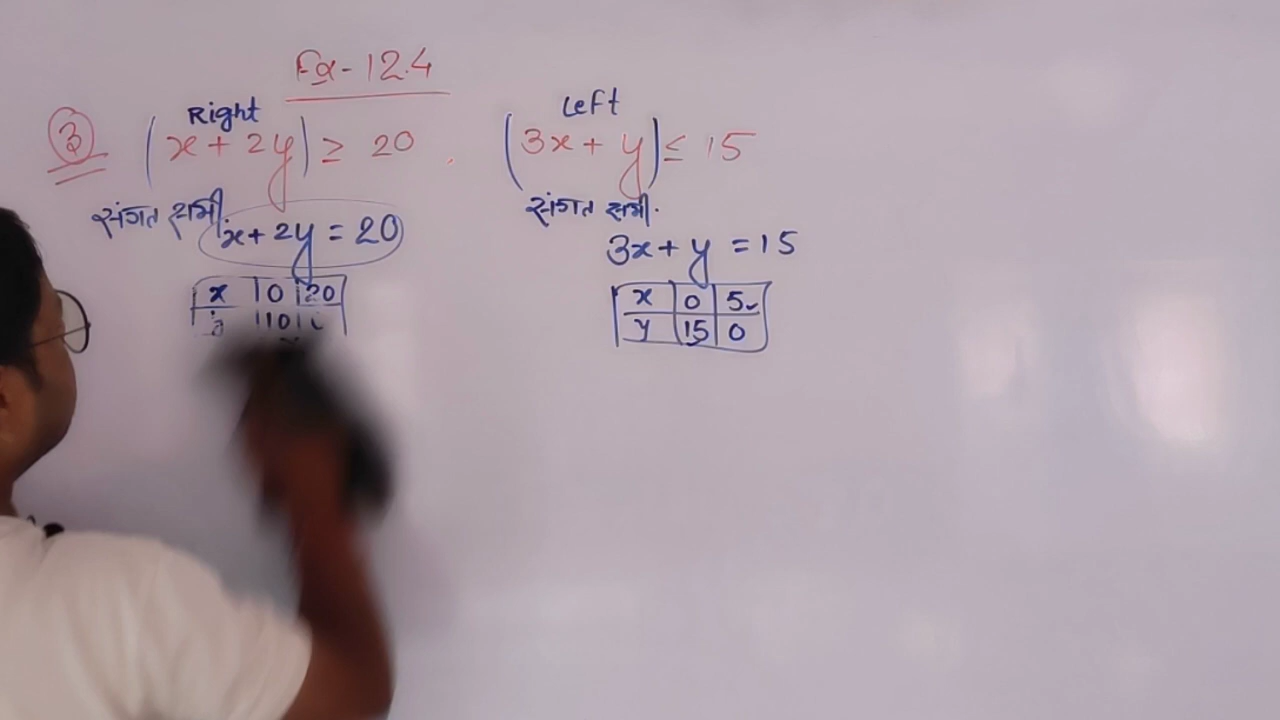 Ex- 12.4
Right
Left
3 (x + 2y) ≥ 20 , (3x + y) ≤ 15
संगत समी. x + 2y = 20
संगत समी.
3x + y = 15
x 0 20
y 10
x 0 5
y 15 0